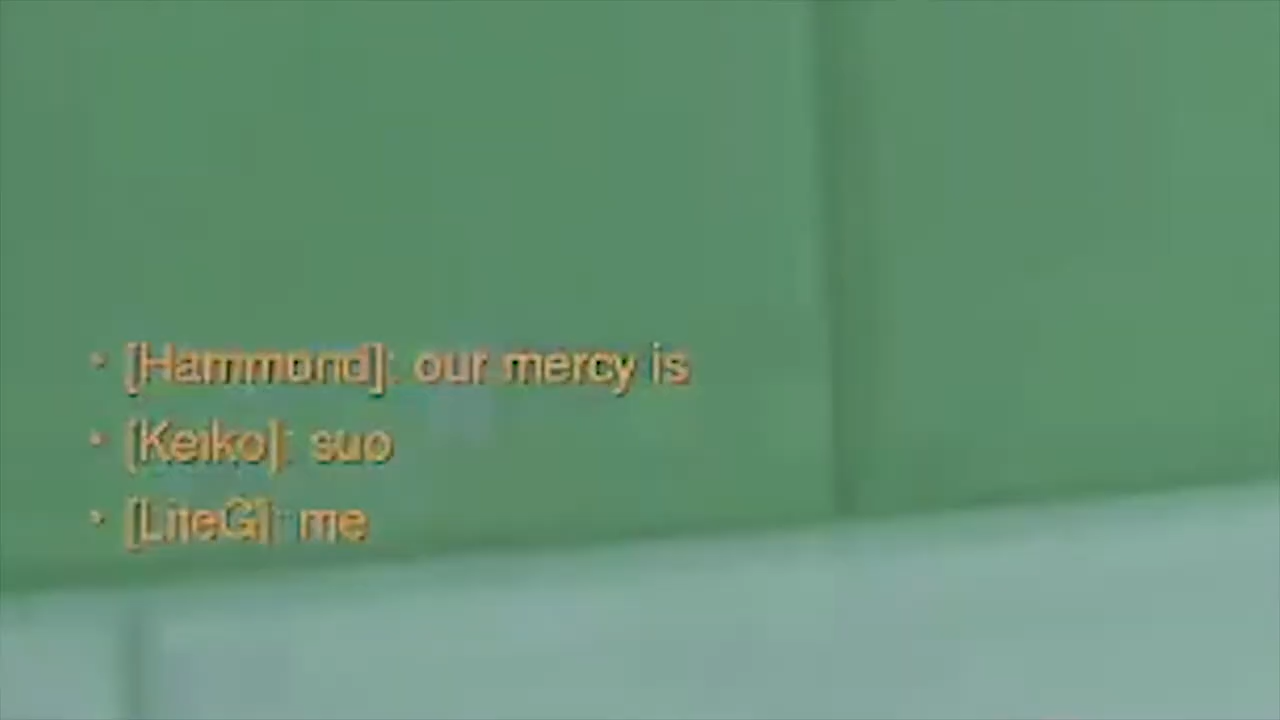 • [Hammond]: our mercy is
• [Keiko]: suo
• [LiteG]: me